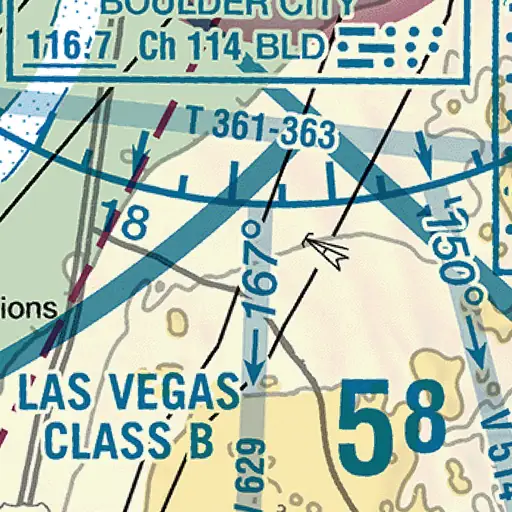 BOULDER CITY
116.7 Ch 114 BLD
T 361-363
18
167°
150°
ions
LAS VEGAS
CLASS B
58
V 629
V 514